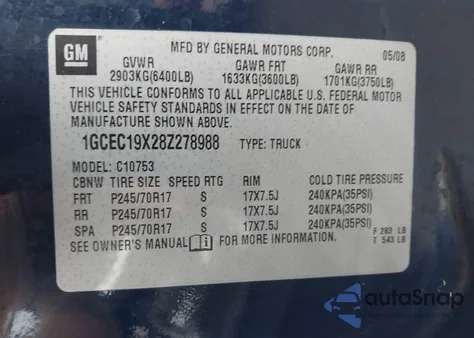 GM
MFD BY GENERAL MOTORS CORP. 05/08
GVWR GAWR FRT GAWR RR
2903KG(6400LB) 1633KG(3600LB) 1701KG(3750LB)
THIS VEHICLE CONFORMS TO ALL APPLICABLE U.S. FEDERAL MOTOR
VEHICLE SAFETY STANDARDS IN EFFECT ON THE DATE OF
MANUFACTURE SHOWN ABOVE.
1GCEC19X28Z278988 TYPE: TRUCK
MODEL: C10753
CBNW TIRE SIZE SPEED RTG RIM COLD TIRE PRESSURE
FRT P245/70R17 S 17X7.5J 240KPA(35PSI)
RR P245/70R17 S 17X7.5J 240KPA(35PSI)
SPA P245/70R17 S 17X7.5J 240KPA(35PSI)
SEE OWNER'S MANUAL FOR MORE INFORMATION.
F 283 LB
T 543 LB
autoSnap